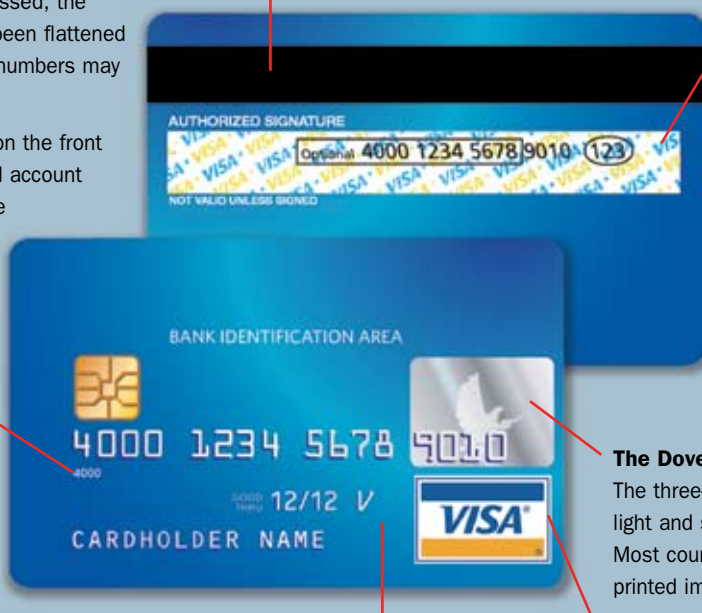 ssed, the
been flattened
numbers may
on the front
account
AUTHORIZED SIGNATURE
Optional 4000 1234 5678 9010 (123)
NOT VALID UNLESS SIGNED
BANK IDENTIFICATION AREA
4000 1234 5678 9010
4000
GOOD THRU 12/12 V
CARDHOLDER NAME
VISA
The Dove
The three-
light and s
Most coun
printed im